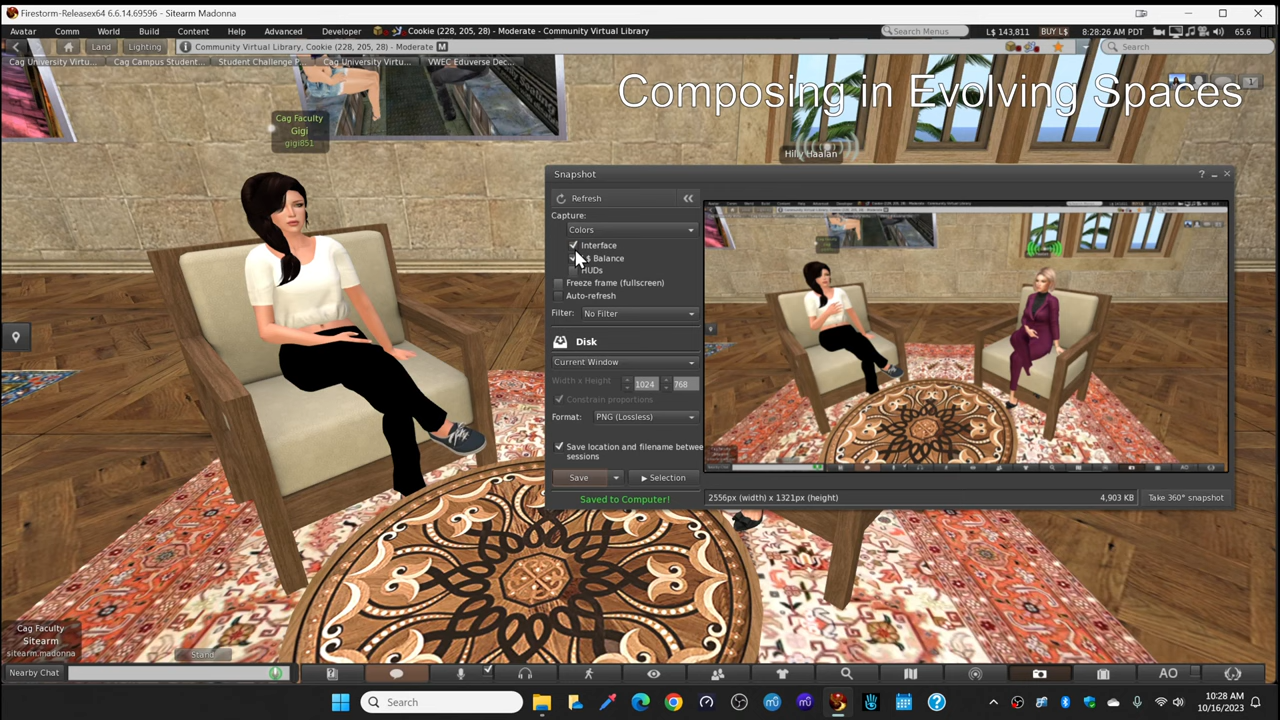 Firestorm-Releasex64 6.6.14.69596 - Sitearm Madonna
Avatar Comm World Build Content Help Advanced Developer Cookie (228, 205, 28) - Moderate - Community Virtual Library Search Menus L$ 143,811 BUY L$ 8:28:26 AM PDT 65.6
Land Lighting Community Virtual Library, Cookie (228, 205, 28) - Moderate M Search
Cag University Virtu... Cag Campus Student... Student Challenge P... Cag University Virtu... VWEC Eduverse Dec...
Composing in Evolving Spaces
Cag Faculty
Gigi
gigi851
Hilly Haalan
Snapshot
Refresh
Capture:
Colors
Interface
$ Balance
HUDs
Freeze frame (fullscreen)
Auto-refresh
Filter: No Filter
Disk
Current Window
Width x Height 1024 768
Constrain proportions
Format: PNG (Lossless)
Save location and filename betwee
sessions
Save Selection
Saved to Computer!
2556px (width) x 1321px (height) 4,903 KB Take 360° snapshot
Cag Faculty
Sitearm
sitearm.madonna
Stand
Nearby Chat AO
Search
10:28 AM
10/16/2023